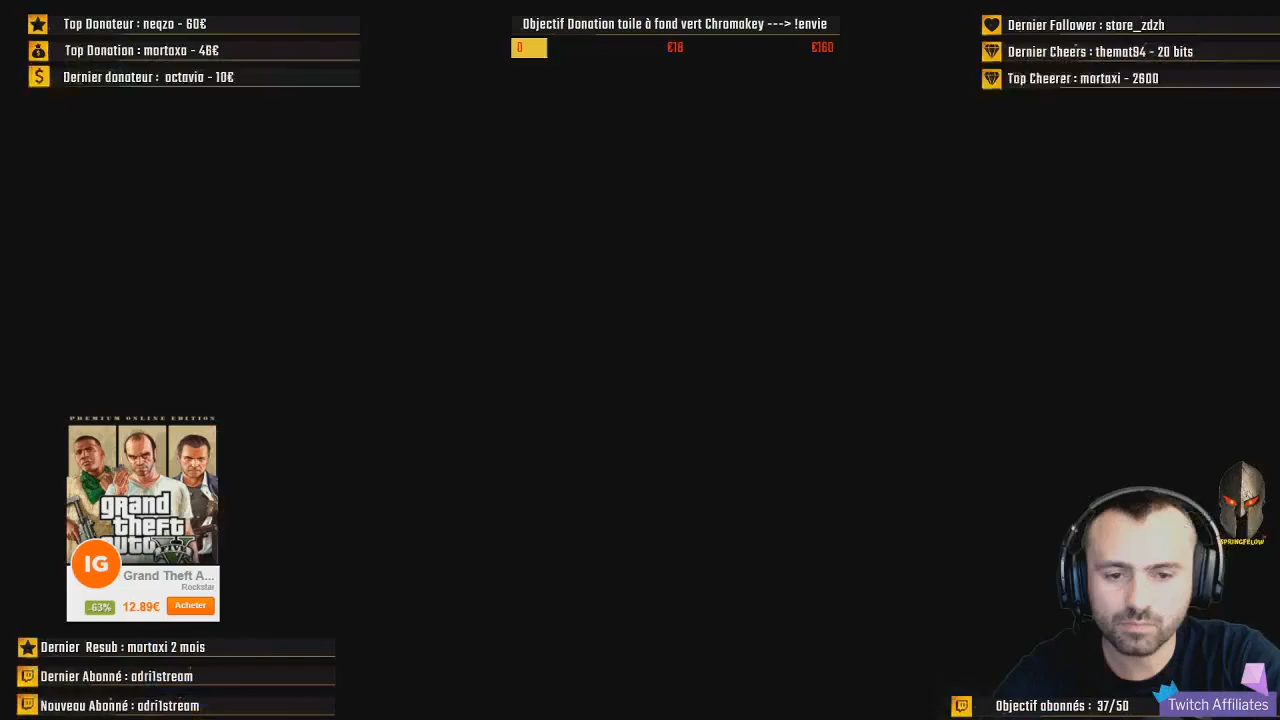 Top Donateur : neqzo - 60€
Top Donation : mortaxa - 48€
Dernier donateur : octavio - 10€
Objectif Donation toile à fond vert Chromakey ---> !envie
0 €18 €160
Dernier Follower : store_zdzh
Dernier Cheers : themat94 - 20 bits
Top Cheerer : mortaxi - 2600
PREMIUM ONLINE EDITION
grand
theft
auto
V
IG
Grand Theft A...
Rockstar
-63% 12.89€ Acheter
SPRINGFELOW
Dernier Resub : mortaxi 2 mois
Dernier Abonné : adri1stream
Nouveau Abonné : adri1stream
Objectif abonnés : 37/50
Twitch Affiliates